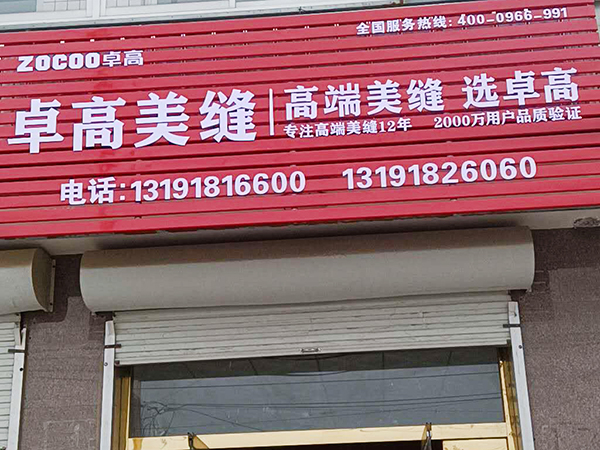 全国服务热线:400-0966-991
ZOCOO卓高
卓高美缝
高端美缝 选卓高
专注高端美缝12年 2000万用户品质验证
电话:13191816600 13191826060